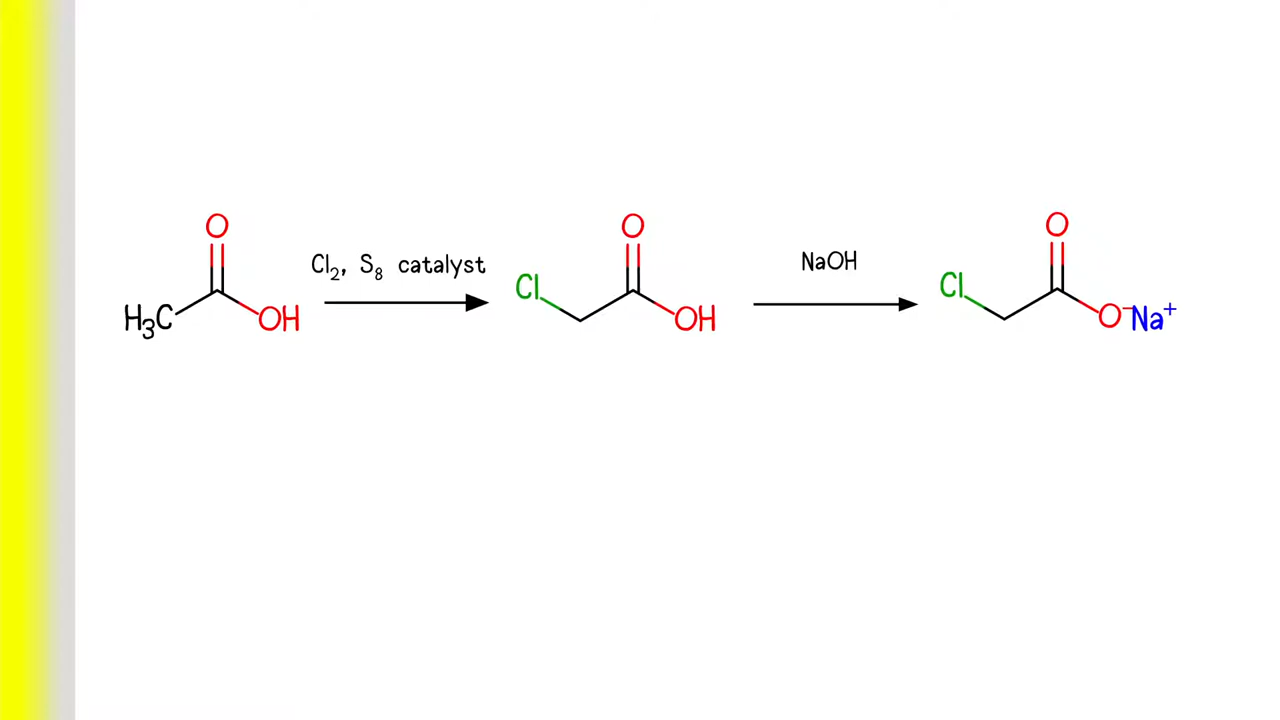 O
H₃C
OH
Cl₂, S₈ catalyst
O
Cl
OH
NaOH
O
Cl
O⁻Na⁺